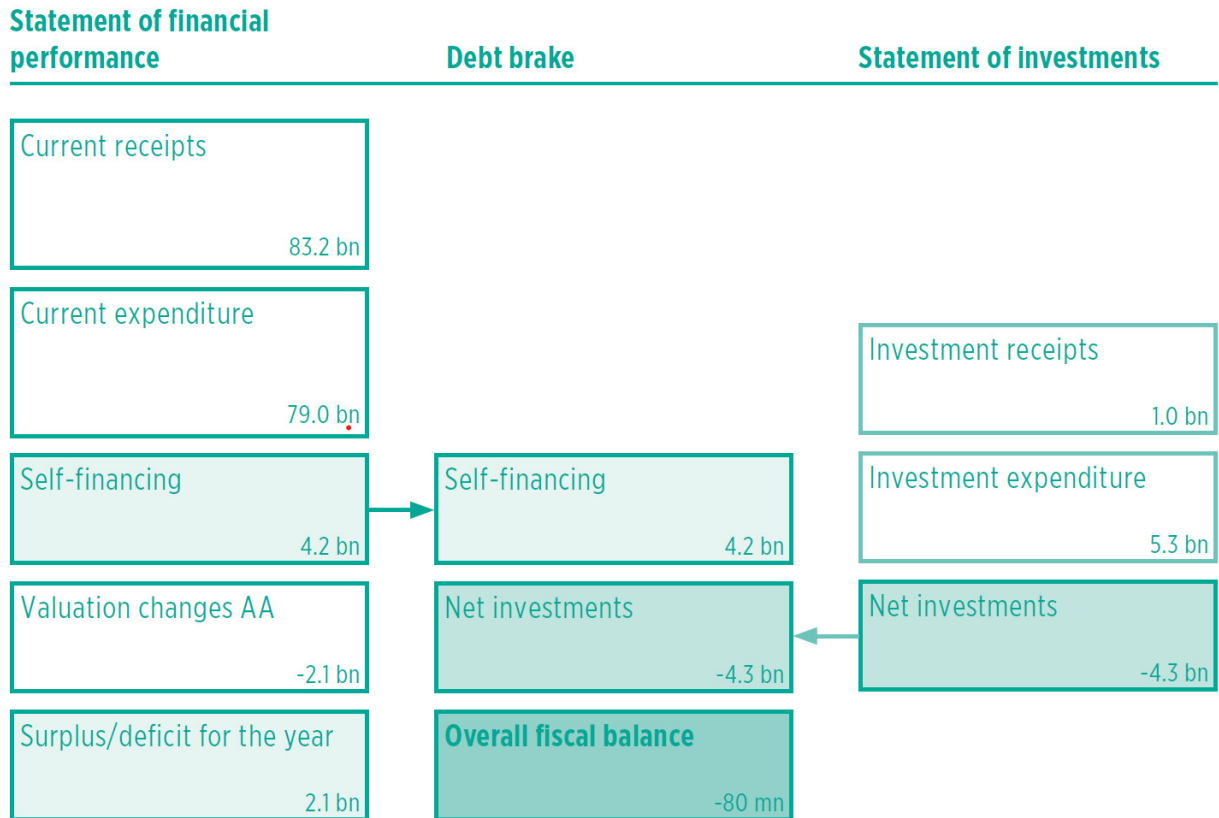 Statement of financial
performance
Debt brake
Statement of investments
Current receipts
83.2 bn
Current expenditure
79.0 bn
Self-financing
4.2 bn
Valuation changes AA
-2.1 bn
Surplus/deficit for the year
2.1 bn
Self-financing
4.2 bn
Net investments
-4.3 bn
Overall fiscal balance
-80 mn
Investment receipts
1.0 bn
Investment expenditure
5.3 bn
Net investments
-4.3 bn